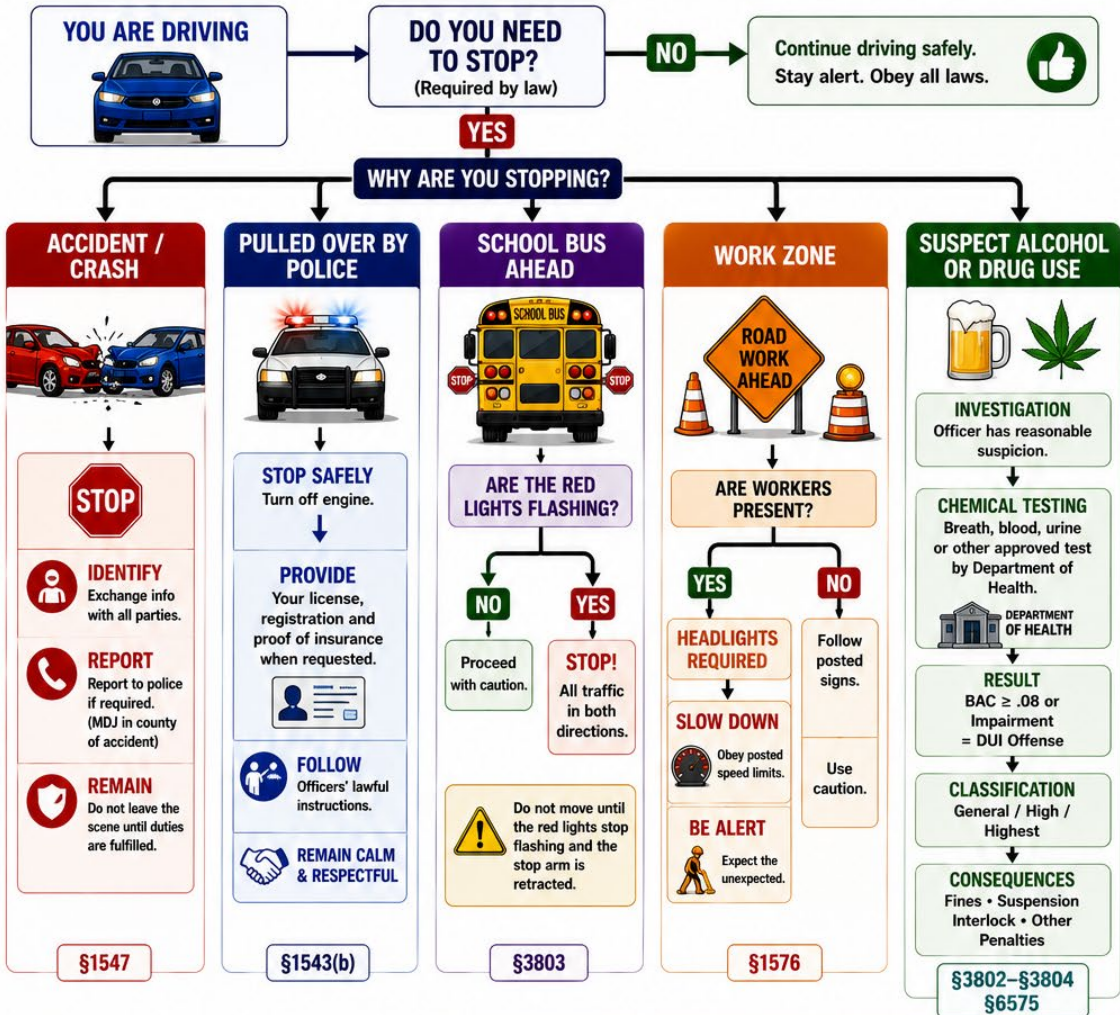 YOU ARE DRIVING
DO YOU NEED
TO STOP?
(Required by law)
NO
Continue driving safely.
Stay alert. Obey all laws.
YES
WHY ARE YOU STOPPING?
ACCIDENT /
CRASH
STOP
IDENTIFY
Exchange info
with all parties.
REPORT
Report to police
if required.
(MDJ in county
of accident)
REMAIN
Do not leave the
scene until duties
are fulfilled.
§1547
PULLED OVER BY
POLICE
STOP SAFELY
Turn off engine.
PROVIDE
Your license,
registration and
proof of insurance
when requested.
FOLLOW
Officers' lawful
instructions.
REMAIN CALM
& RESPECTFUL
§1543(b)
SCHOOL BUS
AHEAD
SCHOOL BUS
STOP
STOP
ARE THE RED
LIGHTS FLASHING?
NO
Proceed
with caution.
YES
STOP!
All traffic
in both
directions.
Do not move until
the red lights stop
flashing and the
stop arm is
retracted.
§3803
WORK ZONE
ROAD
WORK
AHEAD
ARE WORKERS
PRESENT?
YES
HEADLIGHTS
REQUIRED
SLOW DOWN
Obey posted
speed limits.
BE ALERT
Expect the
unexpected.
NO
Follow
posted
signs.
Use
caution.
§1576
SUSPECT ALCOHOL
OR DRUG USE
INVESTIGATION
Officer has reasonable
suspicion.
CHEMICAL TESTING
Breath, blood, urine
or other approved test
by Department of
Health.
DEPARTMENT
OF HEALTH
RESULT
BAC ≥ .08 or
Impairment
= DUI Offense
CLASSIFICATION
General / High /
Highest
CONSEQUENCES
Fines • Suspension
Interlock • Other
Penalties
§3802–§3804
§6575